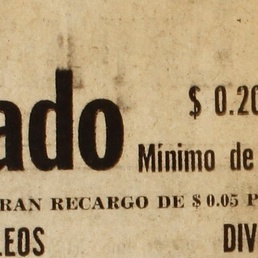 ado
$ 0.20
Mínimo de
RAN RECARGO DE $ 0.05 P
LEOS
DIV